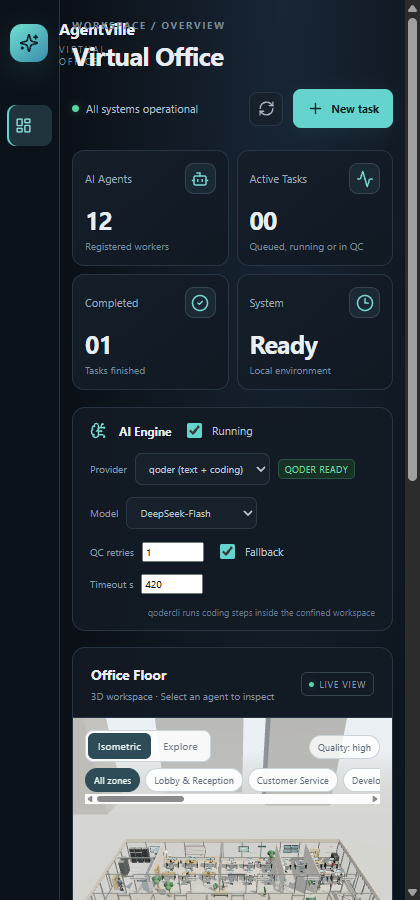 WORKSPACE / OVERVIEW
AgentVille
VIRTUAL OFFICE
Virtual Office
All systems operational
New task
AI Agents
12
Registered workers
Active Tasks
00
Queued, running or in QC
Completed
01
Tasks finished
System
Ready
Local environment
AI Engine
Running
Provider
qoder (text + coding)
QODER READY
Model
DeepSeek-Flash
QC retries
1
Fallback
Timeout s
420
qodercli runs coding steps inside the confined workspace
Office Floor
3D workspace · Select an agent to inspect
LIVE VIEW
Isometric
Explore
Quality: high
All zones
Lobby & Reception
Customer Service
Develo